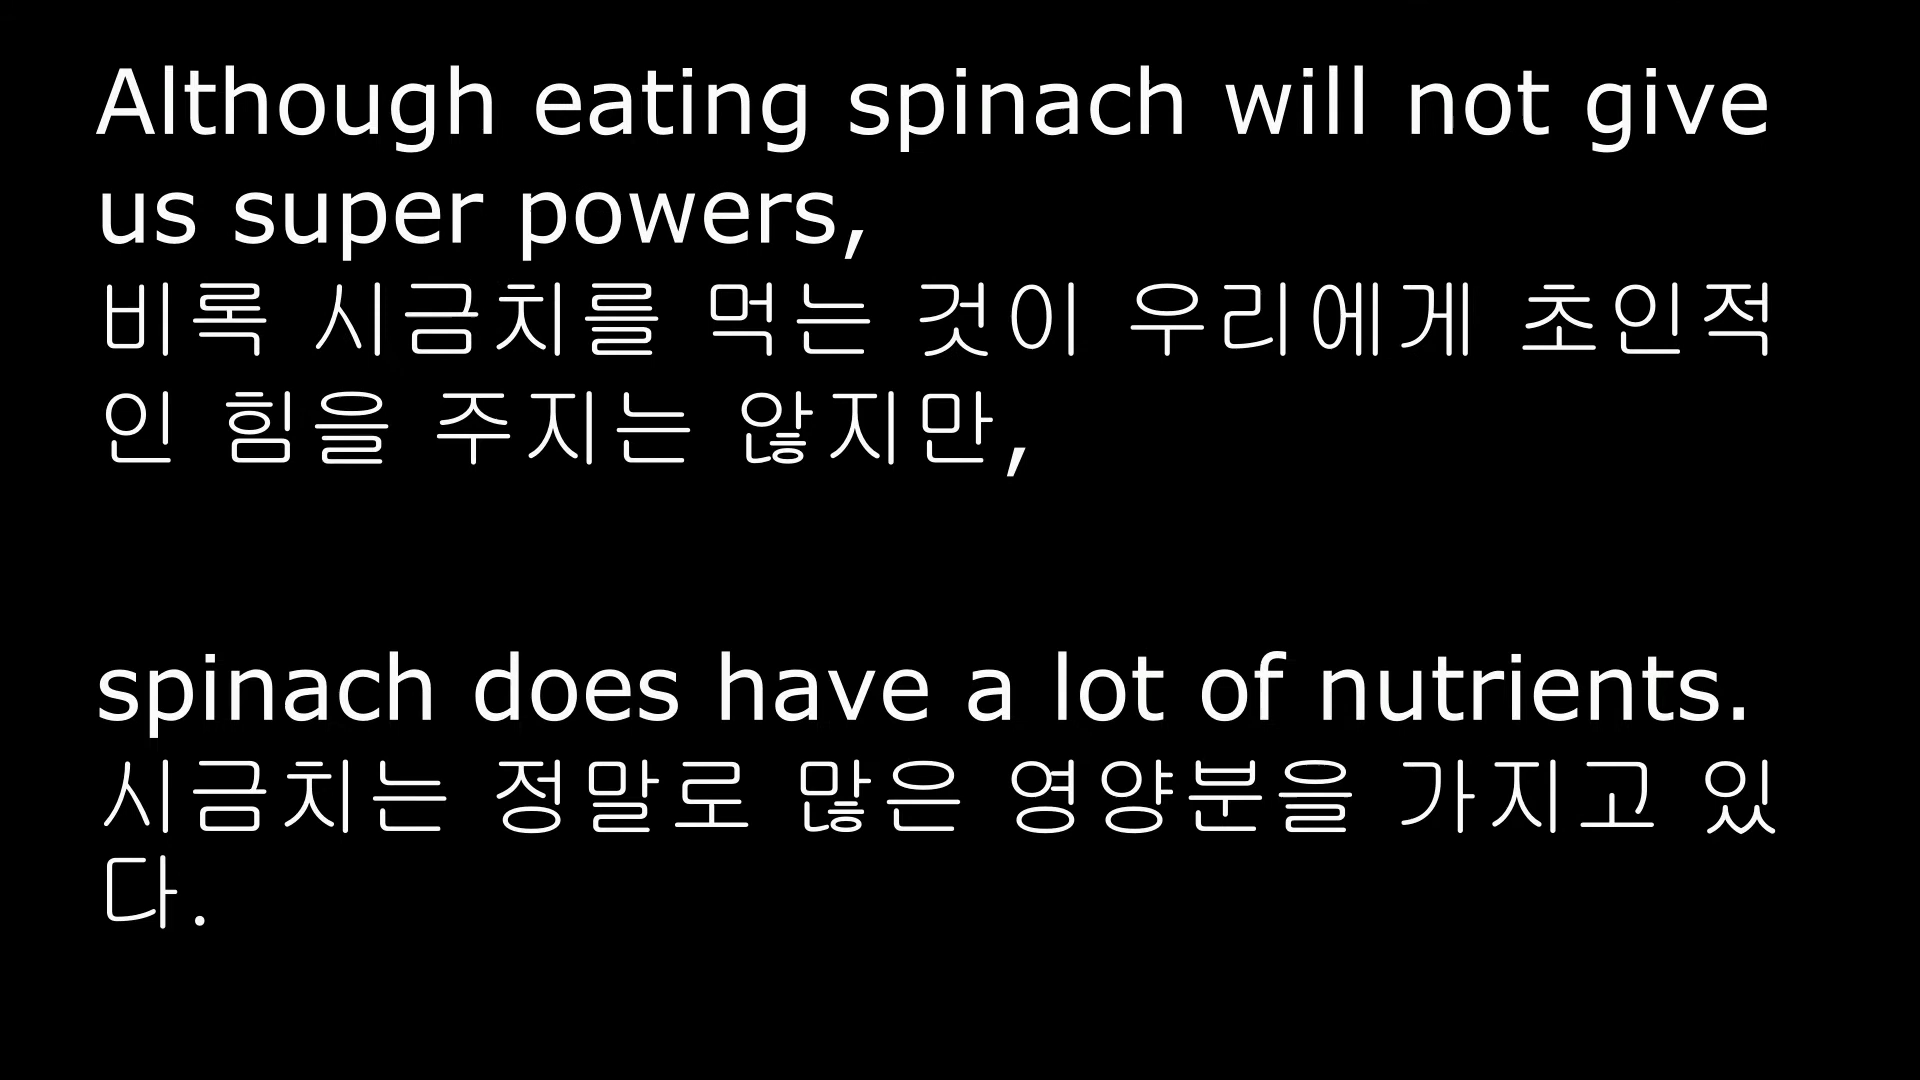 Although eating spinach will not give
us super powers,
비록 시금치를 먹는 것이 우리에게 초인적
인 힘을 주지는 않지만,
spinach does have a lot of nutrients.
시금치는 정말로 많은 영양분을 가지고 있
다.